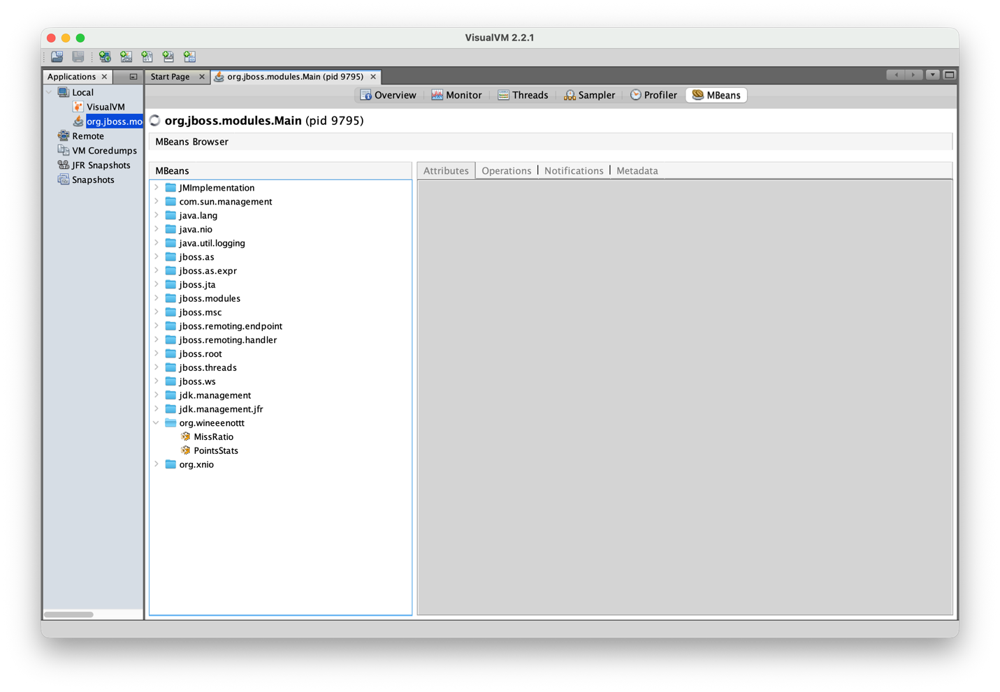 VisualVM 2.2.1
Applications
Start Page
org.jboss.modules.Main (pid 9795)
Local
VisualVM
org.jboss.mo
Remote
VM Coredumps
JFR Snapshots
Snapshots
Overview
Monitor
Threads
Sampler
Profiler
MBeans
org.jboss.modules.Main (pid 9795)
MBeans Browser
MBeans
JMImplementation
com.sun.management
java.lang
java.nio
java.util.logging
jboss.as
jboss.as.expr
jboss.jta
jboss.modules
jboss.msc
jboss.remoting.endpoint
jboss.remoting.handler
jboss.root
jboss.threads
jboss.ws
jdk.management
jdk.management.jfr
org.wineeenottt
MissRatio
PointsStats
org.xnio
Attributes
Operations
Notifications
Metadata